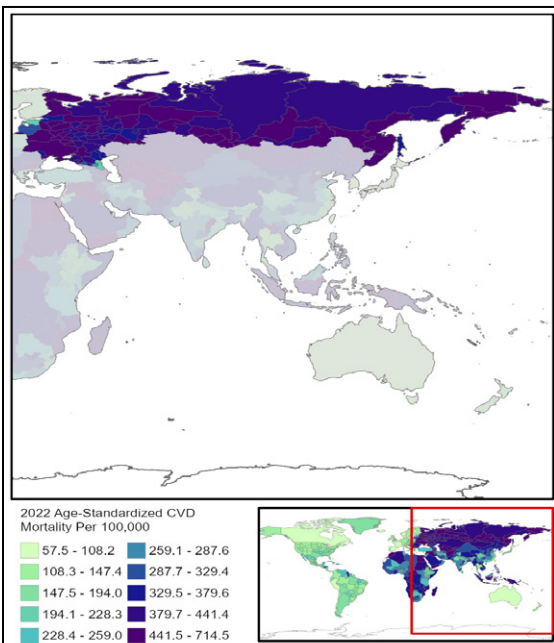 2022 Age-Standardized CVD
Mortality Per 100,000
57.5 - 108.2
108.3 - 147.4
147.5 - 194.0
194.1 - 228.3
228.4 - 259.0
259.1 - 287.6
287.7 - 329.4
329.5 - 379.6
379.7 - 441.4
441.5 - 714.5